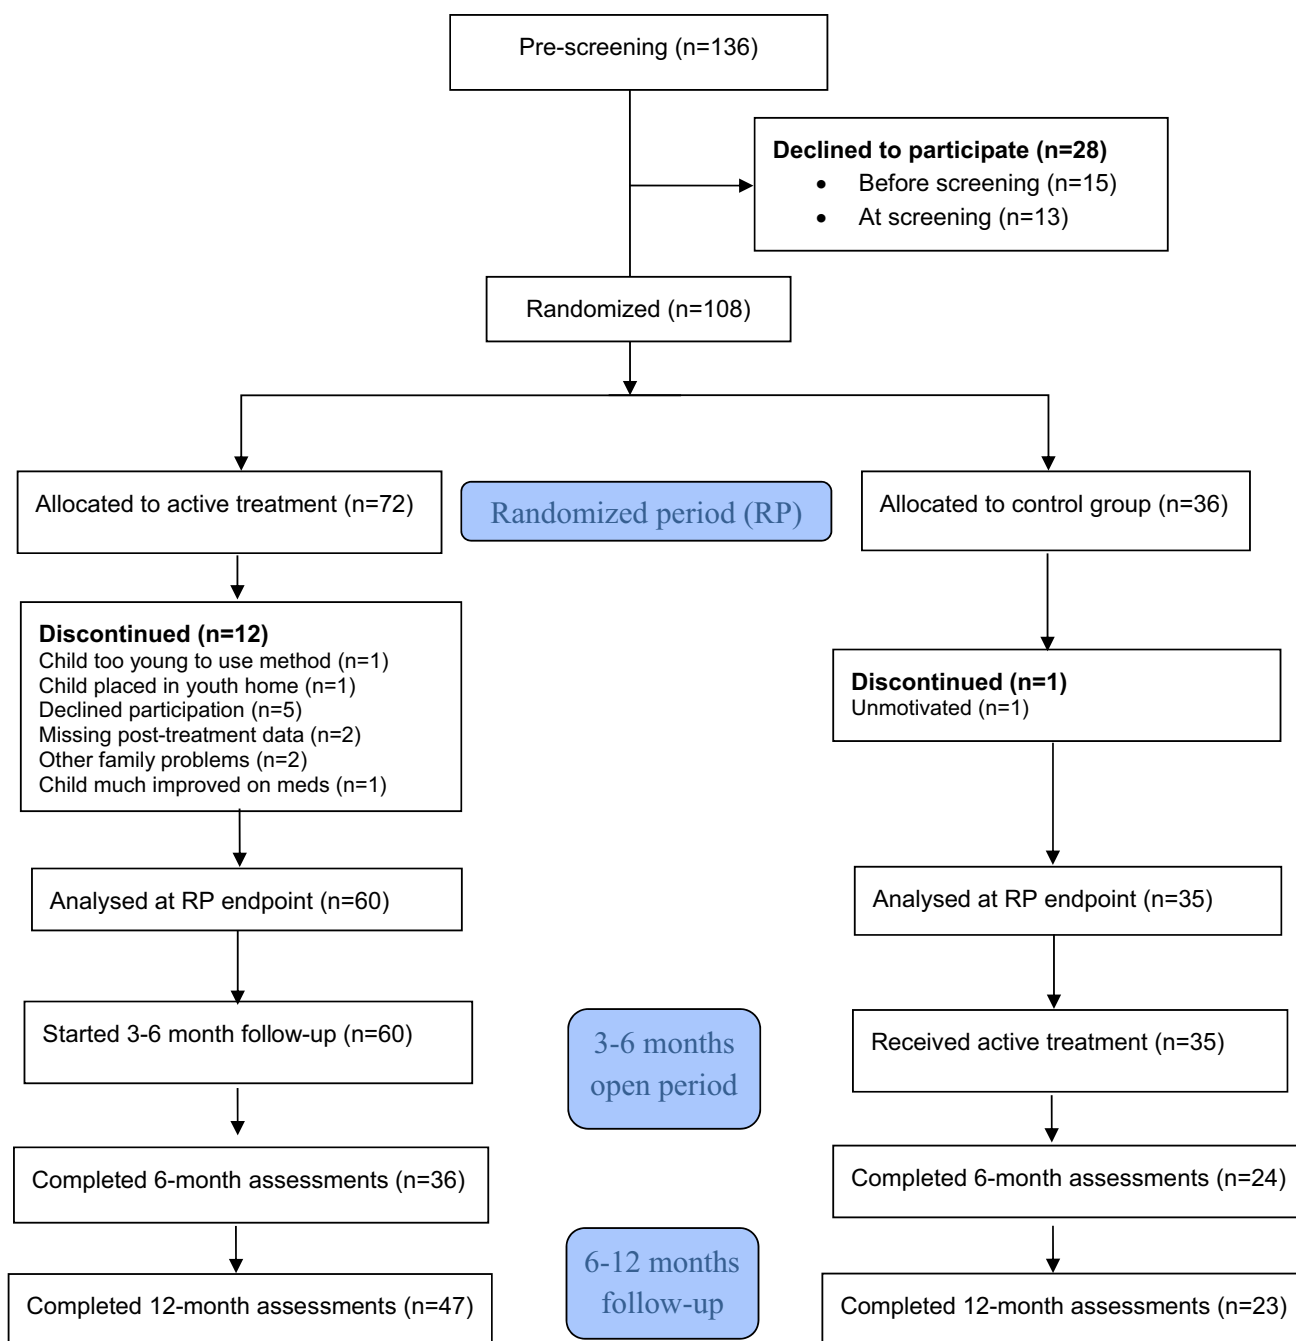 Pre-screening (n=136)
Declined to participate (n=28)
• Before screening (n=15)
• At screening (n=13)
Randomized (n=108)
Allocated to active treatment (n=72)
Randomized period (RP)
Allocated to control group (n=36)
Discontinued (n=12)
Child too young to use method (n=1)
Child placed in youth home (n=1)
Declined participation (n=5)
Missing post-treatment data (n=2)
Other family problems (n=2)
Child much improved on meds (n=1)
Discontinued (n=1)
Unmotivated (n=1)
Analysed at RP endpoint (n=60)
Analysed at RP endpoint (n=35)
Started 3-6 month follow-up (n=60)
3-6 months
open period
Received active treatment (n=35)
Completed 6-month assessments (n=36)
Completed 6-month assessments (n=24)
6-12 months
follow-up
Completed 12-month assessments (n=47)
Completed 12-month assessments (n=23)